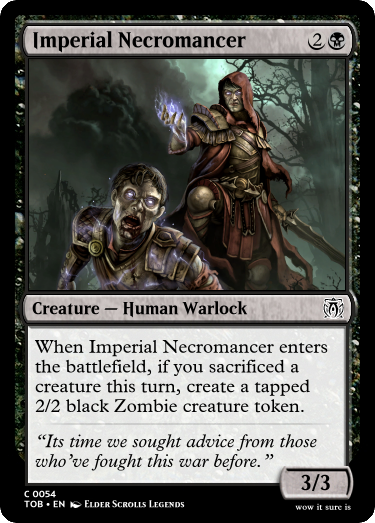 Imperial Necromancer 2
Creature — Human Warlock
When Imperial Necromancer enters
the battlefield, if you sacrificed a
creature this turn, create a tapped
2/2 black Zombie creature token.
“Its time we sought advice from those
who’ve fought this war before.”
3/3
C 0054
TOB • EN Elder Scrolls Legends
wow it sure is